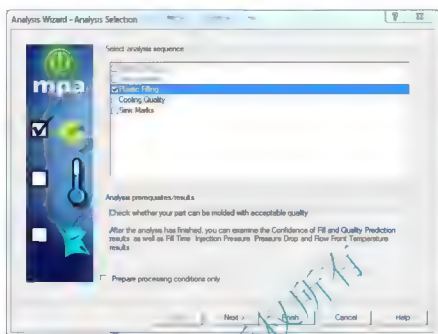 Analysis Wizard - Analysis Selection
Select analysis sequence
mpa
Plastic Filling
Cooling Quality
Sink Marks
Analysis prerequisites/results
Check whether your part can be molded with acceptable quality
After the analysis has finished, you can examine the Confidence of Fill and Quality Prediction
results as well as Fill Time Injection Pressure Pressure Drop and Flow Front Temperature
results
Prepare processing conditions only
Next > Finish Cancel Help
权所有